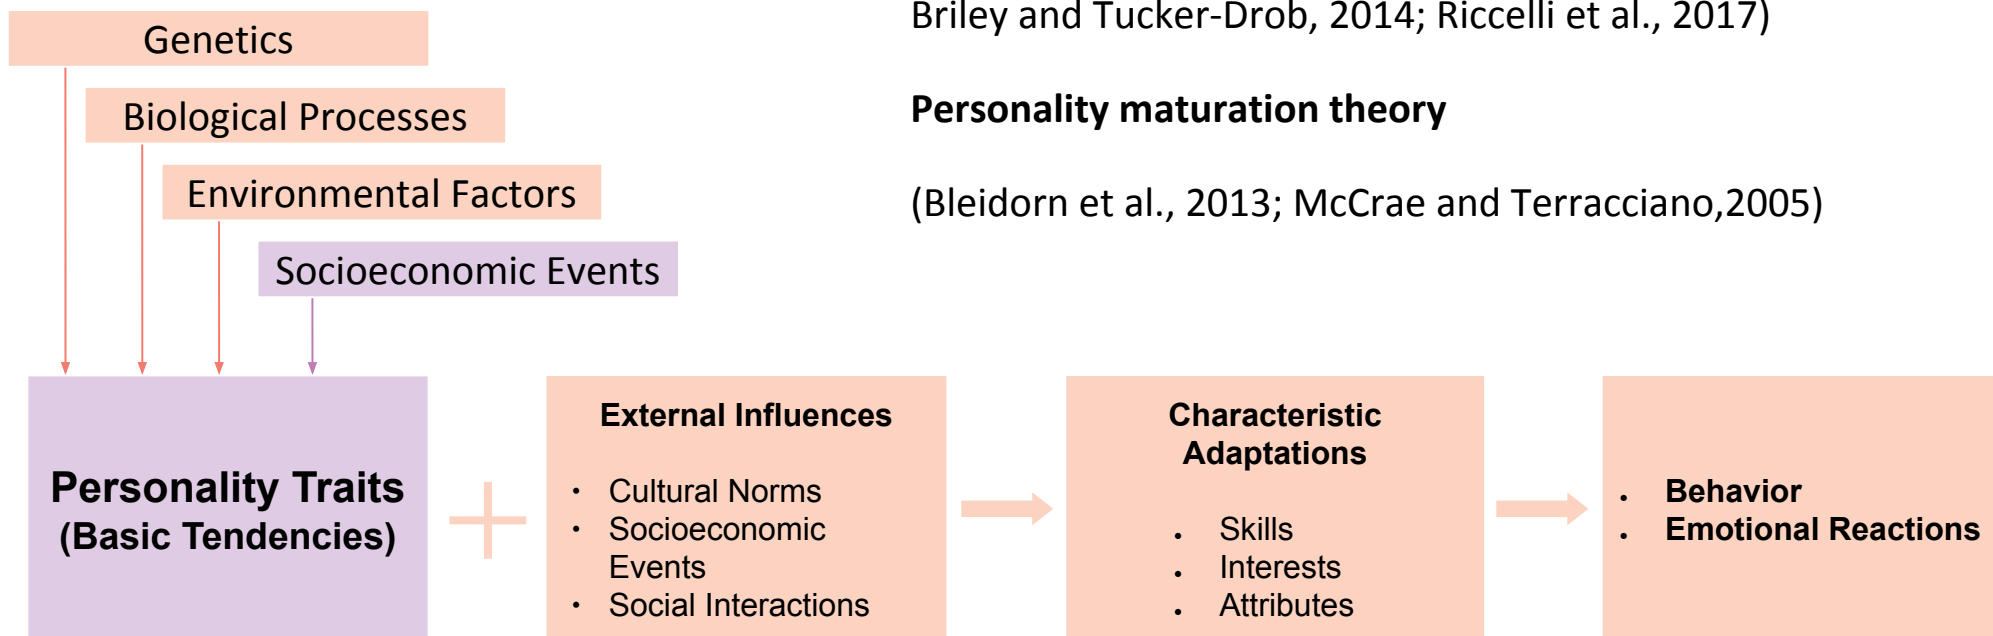 Briley and Tucker-Drob, 2014; Riccelli et al., 2017)
Personality maturation theory
(Bleidorn et al., 2013; McCrae and Terracciano,2005)
Genetics
Biological Processes
Environmental Factors
Socioeconomic Events
Personality Traits
(Basic Tendencies)
+
External Influences
· Cultural Norms
· Socioeconomic
Events
· Social Interactions
Characteristic
Adaptations
. Skills
. Interests
. Attributes
. Behavior
. Emotional Reactions